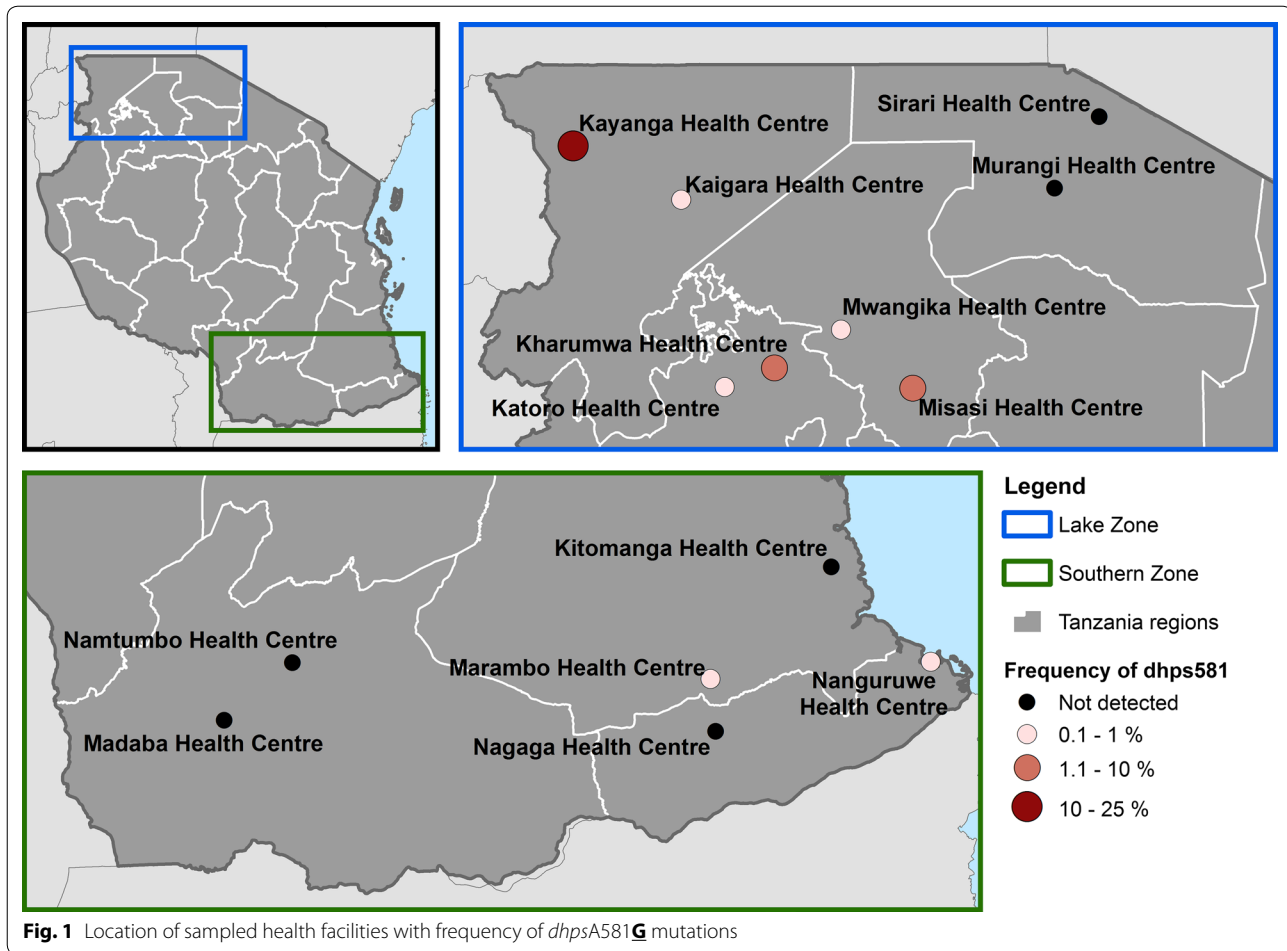 Sirari Health Centre
Kayanga Health Centre
Murangi Health Centre
Kaigara Health Centre
Mwangika Health Centre
Kharumwa Health Centre
Katoro Health Centre
Misasi Health Centre
Kitomanga Health Centre
Namtumbo Health Centre
Marambo Health Centre
Nanguruwe
Health Centre
Madaba Health Centre
Nagaga Health Centre
Legend
Lake Zone
Southern Zone
Tanzania regions
Frequency of dhps581
Not detected
0.1 - 1 %
1.1 - 10 %
10 - 25 %
Fig. 1 Location of sampled health facilities with frequency of dhpsA581G mutations